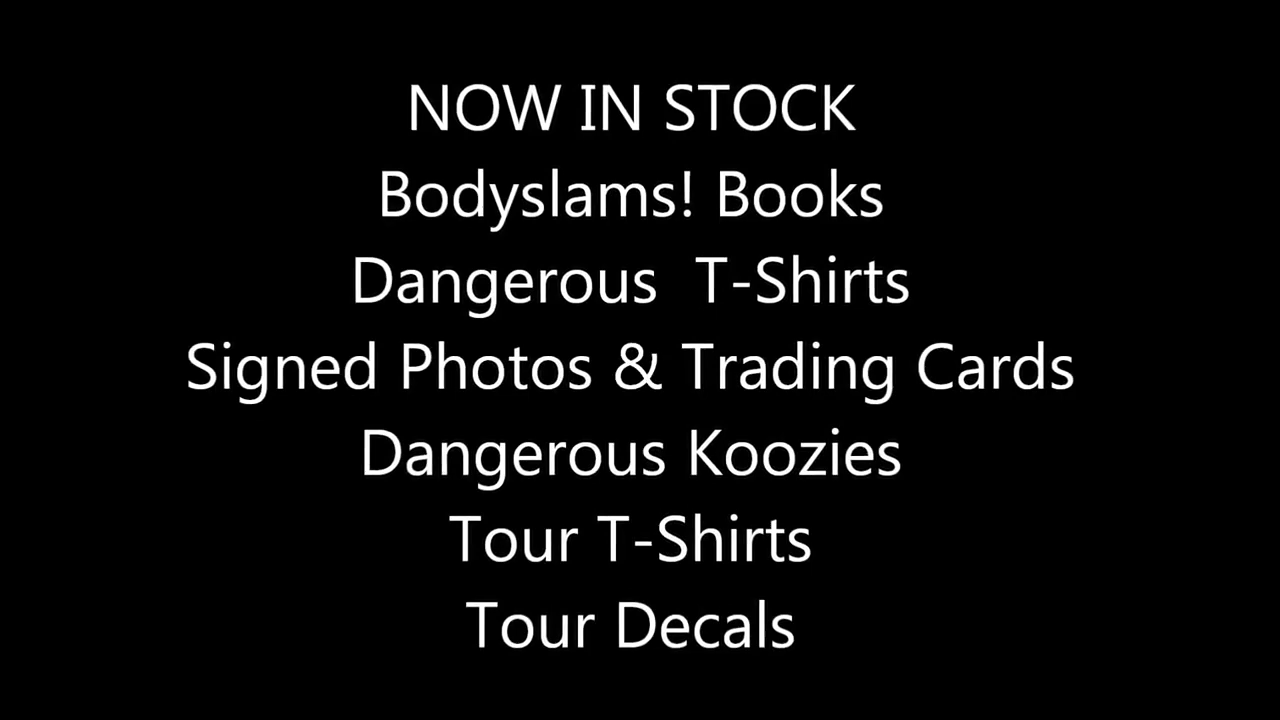 NOW IN STOCK
Bodyslams! Books
Dangerous  T-Shirts
Signed Photos & Trading Cards
Dangerous Koozies
Tour T-Shirts
Tour Decals